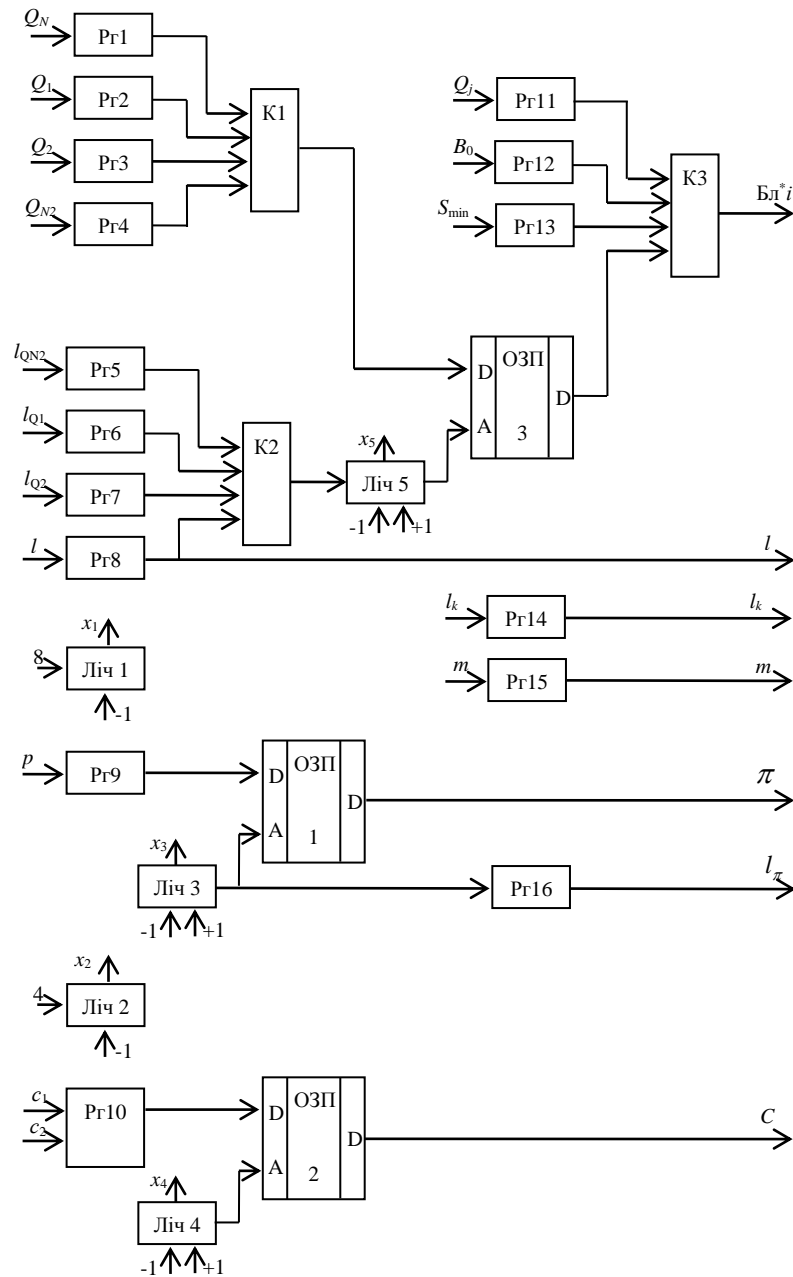 Q_N
Рг1
Q_1
Рг2
Q_2
Рг3
Q_N2
Рг4
К1
Q_j
Рг11
B_0
Рг12
S_min
Рг13
К3
Бл*i
l_QN2
Рг5
l_Q1
Рг6
l_Q2
Рг7
l
Рг8
К2
x_5
Ліч 5
-1
+1
D
A
ОЗП
3
D
l
x_1
8
Ліч 1
-1
l_k
Рг14
l_k
m
Рг15
m
p
Рг9
D
A
ОЗП
1
D
π
x_3
Ліч 3
-1
+1
Рг16
l_π
x_2
4
Ліч 2
-1
c_1
c_2
Рг10
D
A
ОЗП
2
D
C
x_4
Ліч 4
-1
+1